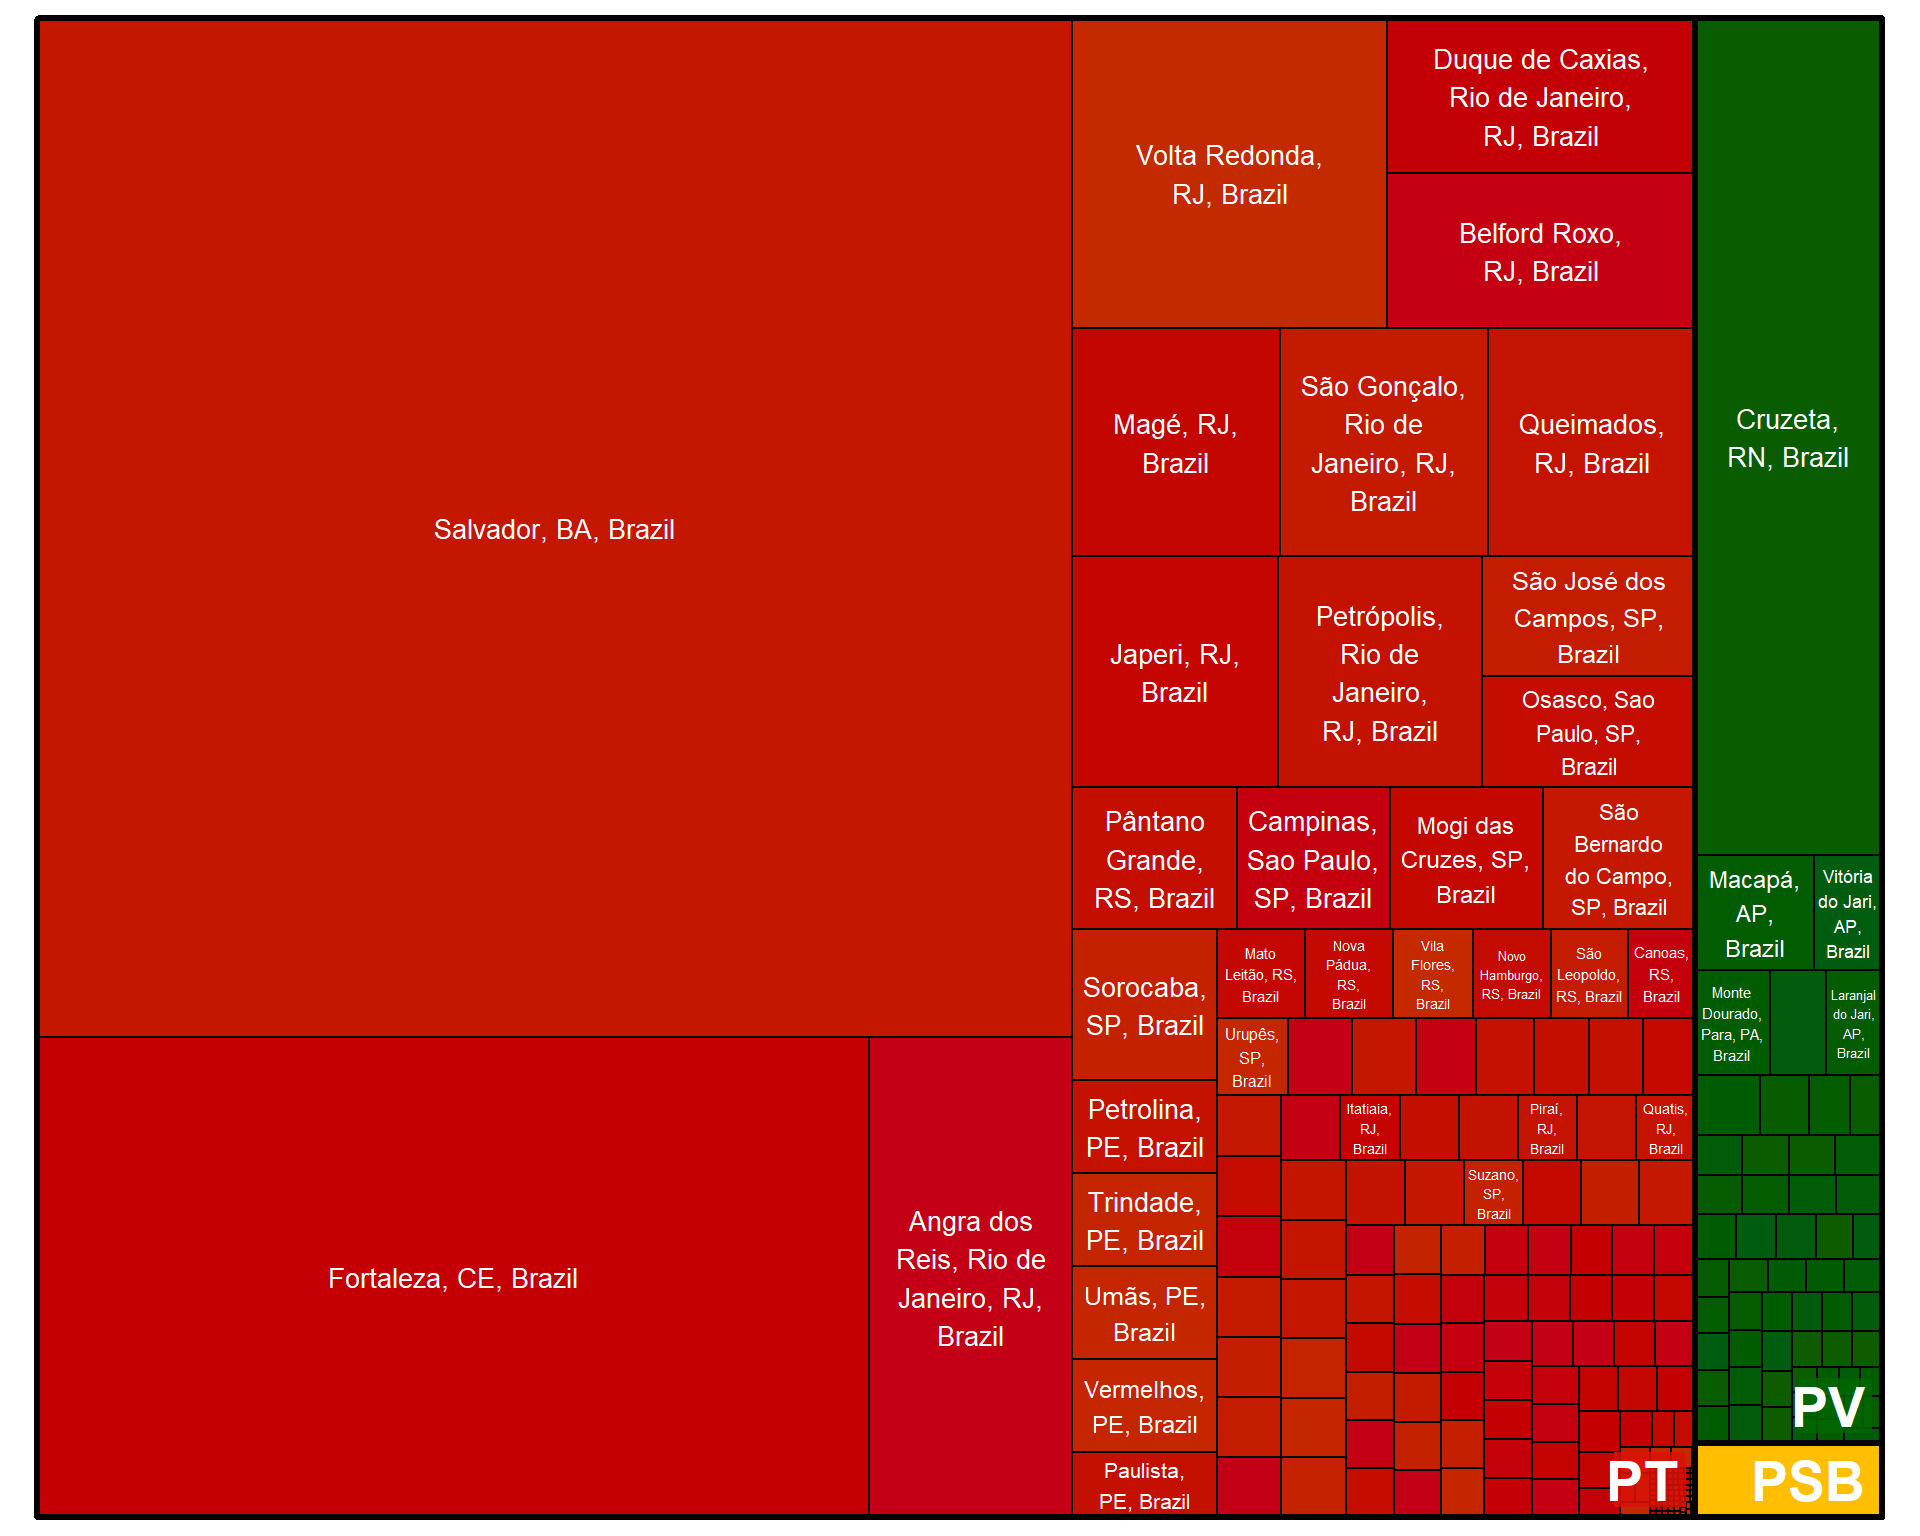 Salvador, BA, Brazil
Fortaleza, CE, Brazil
Angra dos
Reis, Rio de
Janeiro, RJ,
Brazil
Volta Redonda,
RJ, Brazil
Duque de Caxias,
Rio de Janeiro,
RJ, Brazil
Belford Roxo,
RJ, Brazil
Magé, RJ,
Brazil
São Gonçalo,
Rio de
Janeiro, RJ,
Brazil
Queimados,
RJ, Brazil
Japeri, RJ,
Brazil
Petrópolis,
Rio de
Janeiro,
RJ, Brazil
São José dos
Campos, SP,
Brazil
Osasco, Sao
Paulo, SP,
Brazil
Pântano
Grande,
RS, Brazil
Campinas,
Sao Paulo,
SP, Brazil
Mogi das
Cruzes, SP,
Brazil
São
Bernardo
do Campo,
SP, Brazil
Sorocaba,
SP, Brazil
Petrolina,
PE, Brazil
Trindade,
PE, Brazil
Umãs, PE,
Brazil
Vermelhos,
PE, Brazil
Paulista,
PE, Brazil
Mato
Leitão, RS,
Brazil
Nova
Pádua,
RS,
Brazil
Vila
Flores,
RS,
Brazil
Novo
Hamburgo,
RS, Brazil
São
Leopoldo,
RS, Brazil
Canoas,
RS,
Brazil
Urupês,
SP,
Brazil
Itatiaia,
RJ,
Brazil
Piraí,
RJ,
Brazil
Quatis,
RJ,
Brazil
Suzano,
SP,
Brazil
PT
Cruzeta,
RN, Brazil
Macapá,
AP,
Brazil
Vitória
do Jari,
AP,
Brazil
Monte
Dourado,
Para, PA,
Brazil
Laranjal
do Jari,
AP,
Brazil
PV
PSB